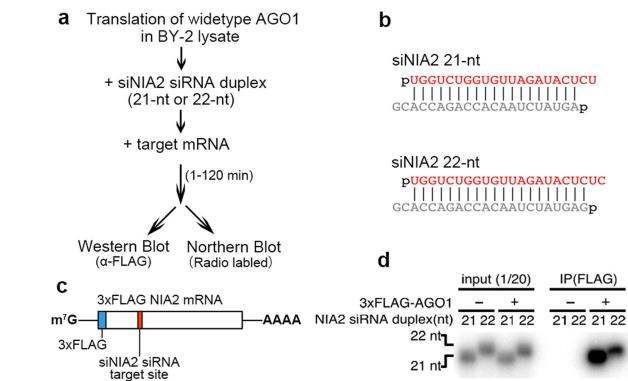 a
Translation of widetype AGO1
in BY-2 lysate
+ siNIA2 siRNA duplex
(21-nt or 22-nt)
+ target mRNA
(1-120 min)
Western Blot
(α-FLAG)
Northern Blot
(Radio labled)
b
siNIA2 21-nt
pUGGUCUGGUGUUAGAUACUCU
GCACCAGACCACAAUCUAUGAp
siNIA2 22-nt
pUGGUCUGGUGUUAGAUACUCUC
GCACCAGACCACAAUCUAUGAGp
c
3xFLAG NIA2 mRNA
m⁷G
AAAA
3xFLAG
siNIA2 siRNA
target site
d
input (1/20) IP(FLAG)
3xFLAG-AGO1 − + − +
NIA2 siRNA duplex(nt) 21 22 21 22 21 22 21 22
22 nt
21 nt